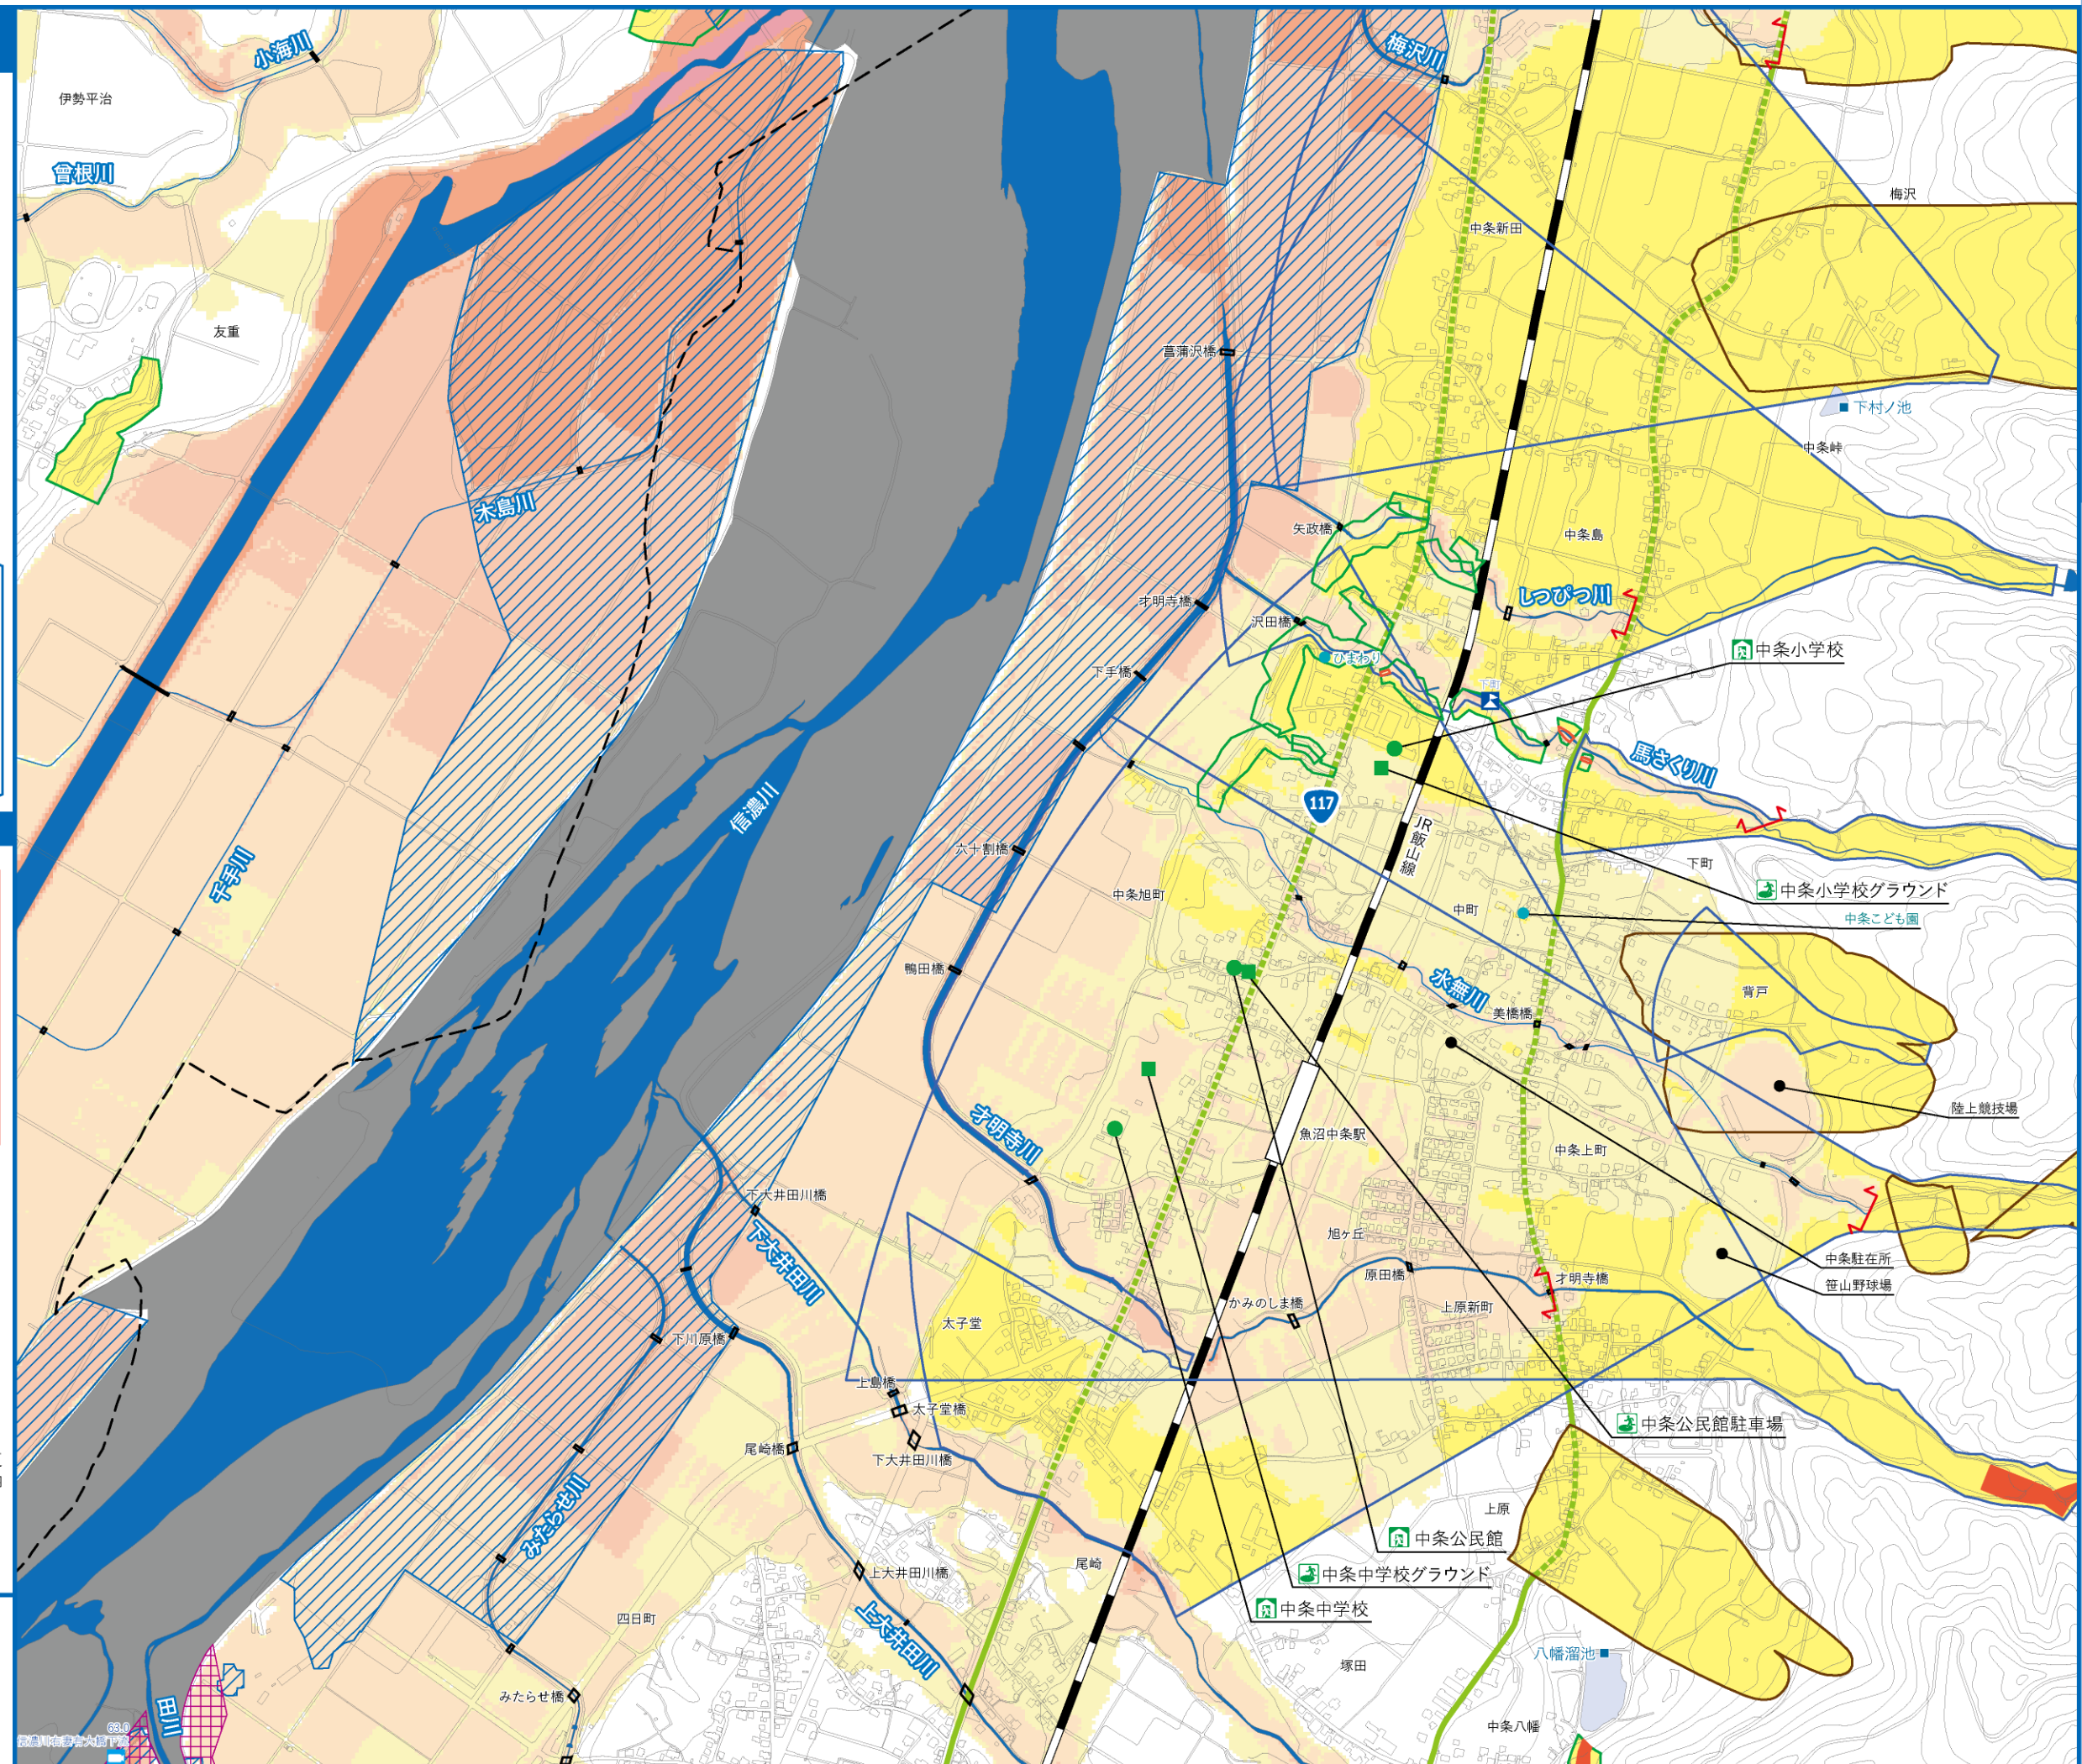 小海川
梅沢川
伊勢平治
曾根川
梅沢
中条新田
友重
菖蒲沢橋
下村ノ池
中条峠
木島川
矢政橋
中条島
しっぴつ川
才明寺橋
沢田橋
中条小学校
ひまわり
下手橋
下町
馬さくり川
信濃川
117
JR飯山線
六十割橋
下町
千手川
中条旭町
中町
中条小学校グラウンド
中条こども園
鴨田橋
水無川
背戸
美橋橋
陸上競技場
才明寺川
魚沼中条駅
中条上町
下大井田川橋
下大井田川
旭ヶ丘
中条駐在所
原田橋
才明寺橋
笹山野球場
かみのしま橋
上原新町
太子堂
下川原橋
上島橋
太子堂橋
中条公民館駐車場
尾崎橋
下大井田川橋
みたらせ川
上原
中条公民館
尾崎
上大井田川橋
中条中学校グラウンド
中条中学校
上大井田川
四日町
八幡溜池
塚田
みたらせ橋
田川
中条八幡
63.0